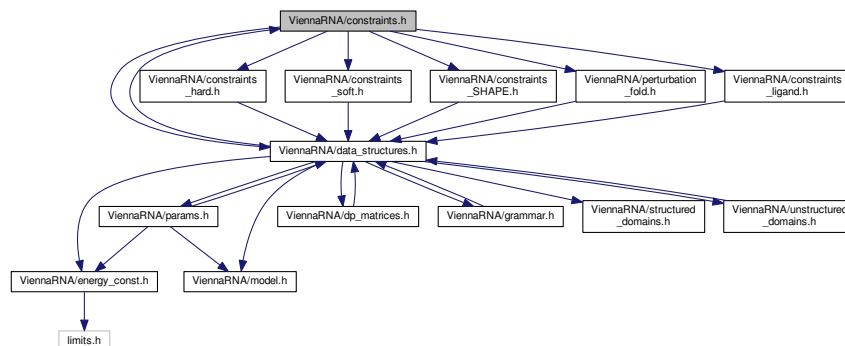 ViennaRNA/constraints.h
ViennaRNA/constraints
_hard.h
ViennaRNA/constraints
_soft.h
ViennaRNA/constraints
_SHAPE.h
ViennaRNA/perturbation
_fold.h
ViennaRNA/constraints
_ligand.h
ViennaRNA/data_structures.h
ViennaRNA/params.h
ViennaRNA/dp_matrices.h
ViennaRNA/grammar.h
ViennaRNA/structured
_domains.h
ViennaRNA/unstructured
_domains.h
ViennaRNA/energy_const.h
ViennaRNA/model.h
limits.h